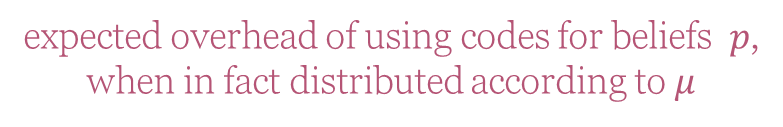 expected overhead of using codes for beliefs p,
when in fact distributed according to μ